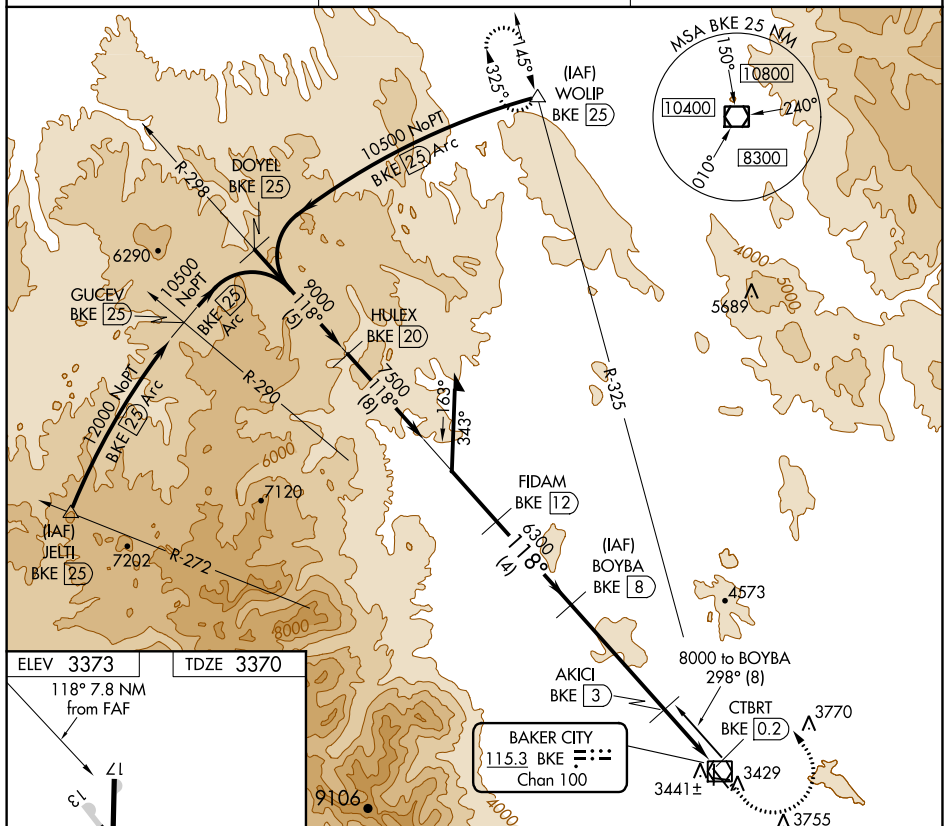 MSA BKE 25 NM
150°
10800
10400
240°
010°
8300
145°
325°
(IAF)
WOLIP
BKE 25
10500 NoPT
BKE 25 Arc
R-298
DOYEL
BKE 25
6290
10500
NoPT
GUCEV
BKE 25
BKE 25
Arc
9000
118°
(5)
HULEX
BKE 20
4000
5000
5689
R-325
12000 NoPT
BKE 25 Arc
R-290
7500
118°
(8)
163°
343°
6000
7120
FIDAM
BKE 12
(IAF)
JELTI
BKE 25
7202
R-272
6300
118°
(4)
(IAF)
BOYBA
BKE 8
4573
8000
ELEV 3373
TDZE 3370
8000 to BOYBA
298° (8)
118° 7.8 NM
from FAF
AKICI
BKE 3
CTBRT
BKE 0.2
3770
BAKER CITY
115.3 BKE
Chan 100
3441±
3429
17
13
9106
4000
3755